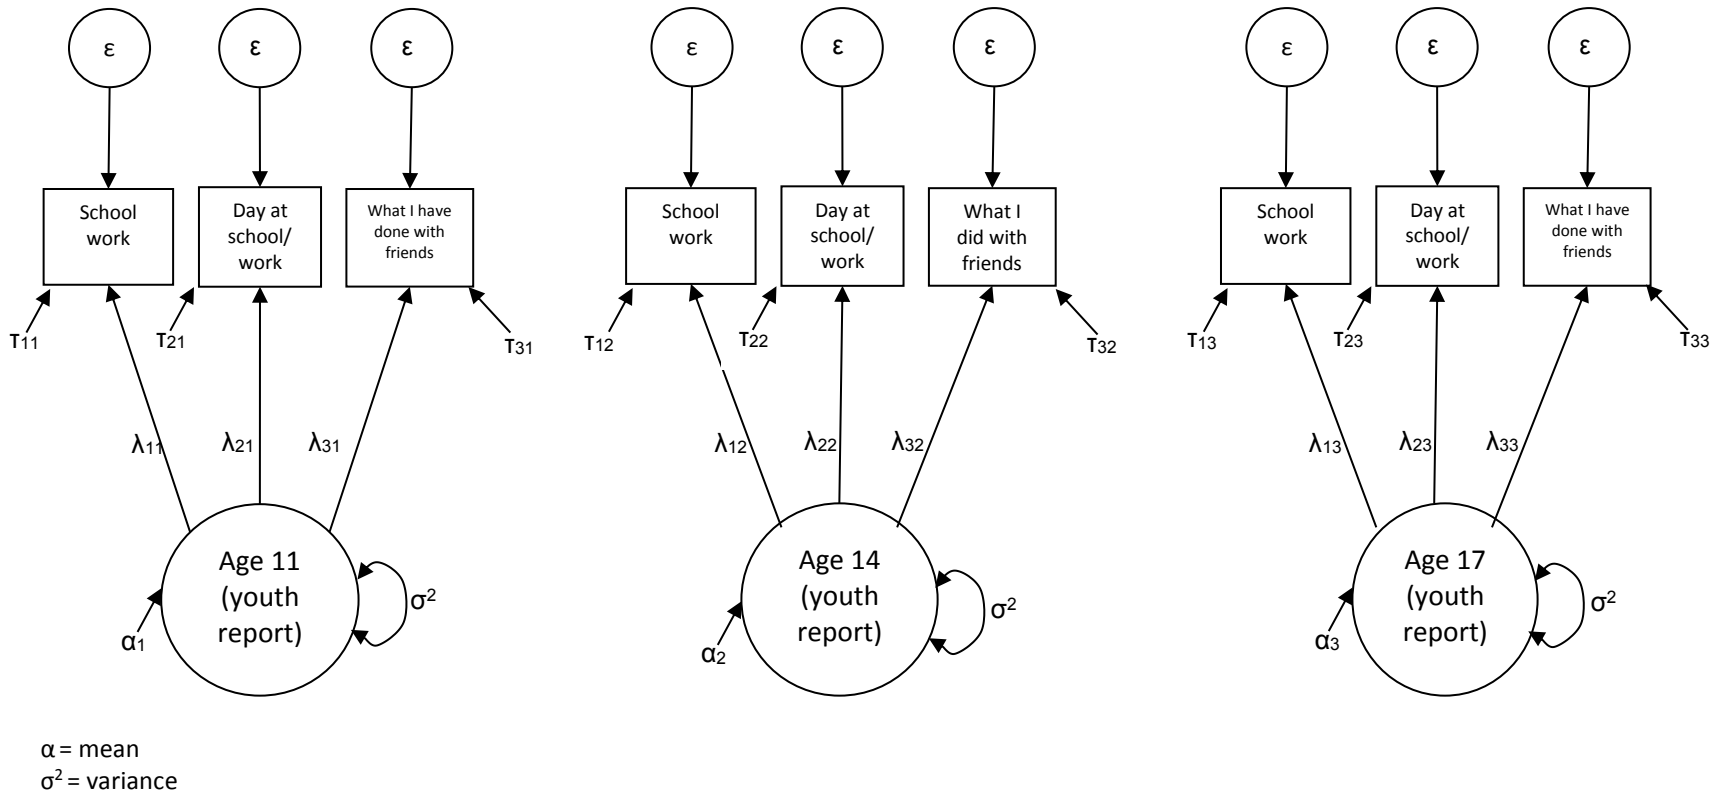 ε ε ε ε ε ε ε ε ε
School
work
Day at
school/
work
What I have
done with
friends
School
work
Day at
school/
work
What I
did with
friends
School
work
Day at
school/
work
What I have
done with
friends
τ11 τ21 τ31 τ12 τ22 τ32 τ13 τ23 τ33
λ11 λ21 λ31 λ12 λ22 λ32 λ13 λ23 λ33
Age 11
(youth
report)
α1
σ²
Age 14
(youth
report)
α2
σ²
Age 17
(youth
report)
α3
σ²
α = mean
σ² = variance